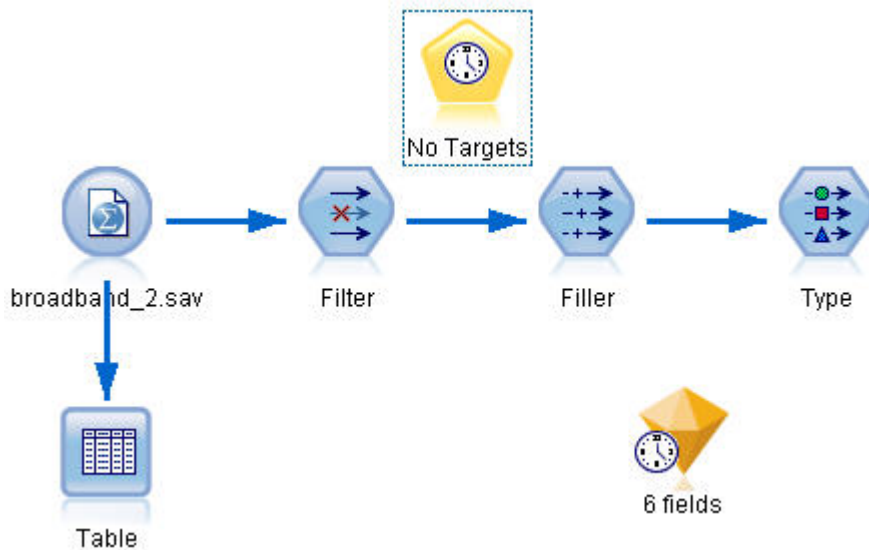 No Targets
broadband_2.sav
Filter
Filler
Type
Table
6 fields